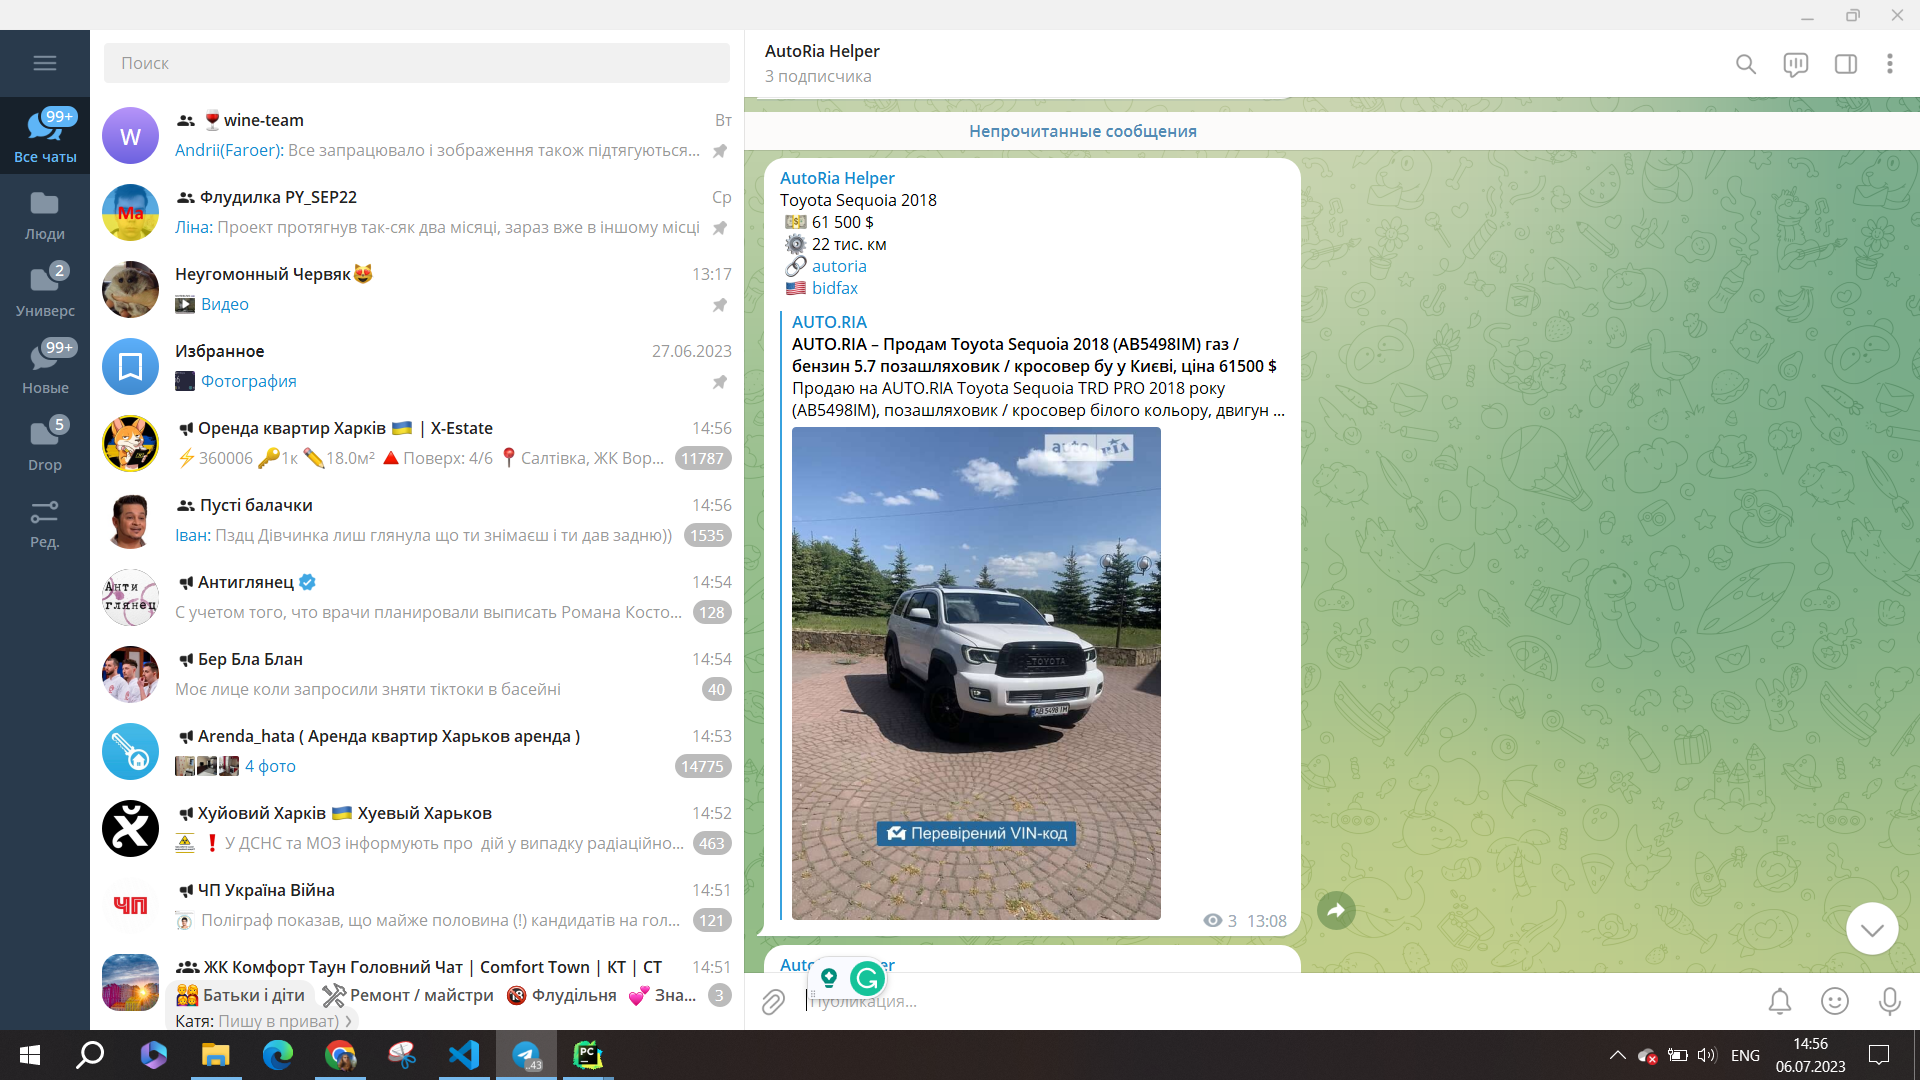 Поиск
99+
Все чаты
Люди
2
Универс
99+
Новые
5
Drop
Ред.
W
🍷wine-team
Вт
Andrii(Faroer): Все запрацювало і зображення також підтягуються...
Ma
Флудилка PY_SEP22
Ср
Ліна: Проект протягнув так-сяк два місяці, зараз вже в іншому місці
Неугомонный Червяк😻
13:17
Видео
Избранное
27.06.2023
Фотография
Оренда квартир Харків 🇺🇦 | X-Estate
14:56
⚡360006 🔑1к ✏️18.0м² 🔺Поверх: 4/6 📍Салтівка, ЖК Вор...
11787
Пусті балачки
14:56
Іван: Пздц Дівчинка лиш глянула що ти знімаєш і ти дав задню))
1535
Анти глянец
Антиглянец
14:54
С учетом того, что врачи планировали выписать Романа Косто...
128
Бер Бла Блан
14:54
Моє лице коли запросили зняти тіктоки в басейні
40
Arenda_hata ( Аренда квартир Харьков аренда )
14:53
4 фото
14775
Хуйовий Харків 🇺🇦 Хуевый Харьков
14:52
❗ У ДСНС та МОЗ інформують про дій у випадку радіаційно...
463
ЧП
ЧП Україна Війна
14:51
Поліграф показав, що майже половина (!) кандидатів на гол...
121
ЖК Комфорт Таун Головний Чат | Comfort Town | КТ | CT
14:51
Батьки і діти
Ремонт / майстри
🔞 Флудільня
💕 Зна...
3
Катя: Пишу в приват)
AutoRia Helper
3 подписчика
Непрочитанные сообщения
AutoRia Helper
Toyota Sequoia 2018
💵 61 500 $
⚙️ 22 тис. км
🔗 autoria
🇺🇸 bidfax
AUTO.RIA
AUTO.RIA – Продам Toyota Sequoia 2018 (AB5498IM) газ /
бензин 5.7 позашляховик / кросовер бу у Києві, ціна 61500 $
Продаю на AUTO.RIA Toyota Sequoia TRD PRO 2018 року
(AB5498IM), позашляховик / кросовер білого кольору, двигун ...
auto RIA
TOYOTA
AB 5498 IM
Перевірений VIN-код
3 13:08
Публикация...
PC
43
ENG
14:56
06.07.2023